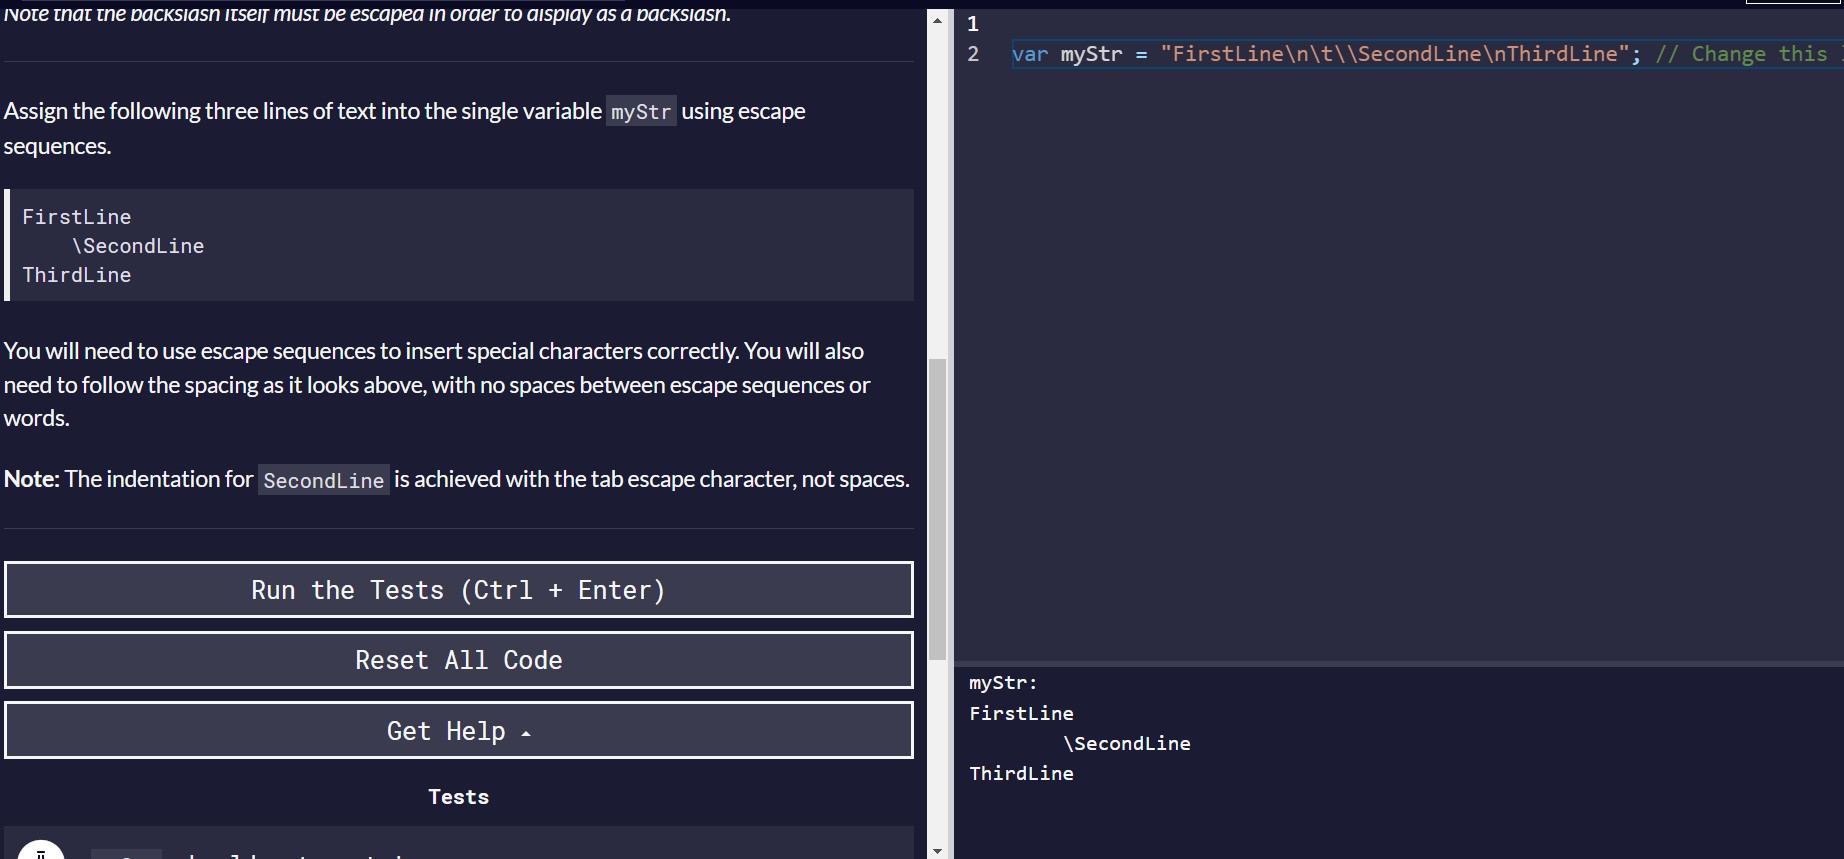 Note that the backslash itself must be escaped in order to display as a backslash.
Assign the following three lines of text into the single variable myStr using escape
sequences.
FirstLine
    \SecondLine
ThirdLine
You will need to use escape sequences to insert special characters correctly. You will also
need to follow the spacing as it looks above, with no spaces between escape sequences or
words.
Note: The indentation for SecondLine is achieved with the tab escape character, not spaces.
Run the Tests (Ctrl + Enter)
Reset All Code
Get Help
Tests
1
2 var myStr = "FirstLine\n\t\\SecondLine\nThirdLine"; // Change this
myStr:
FirstLine
        \SecondLine
ThirdLine